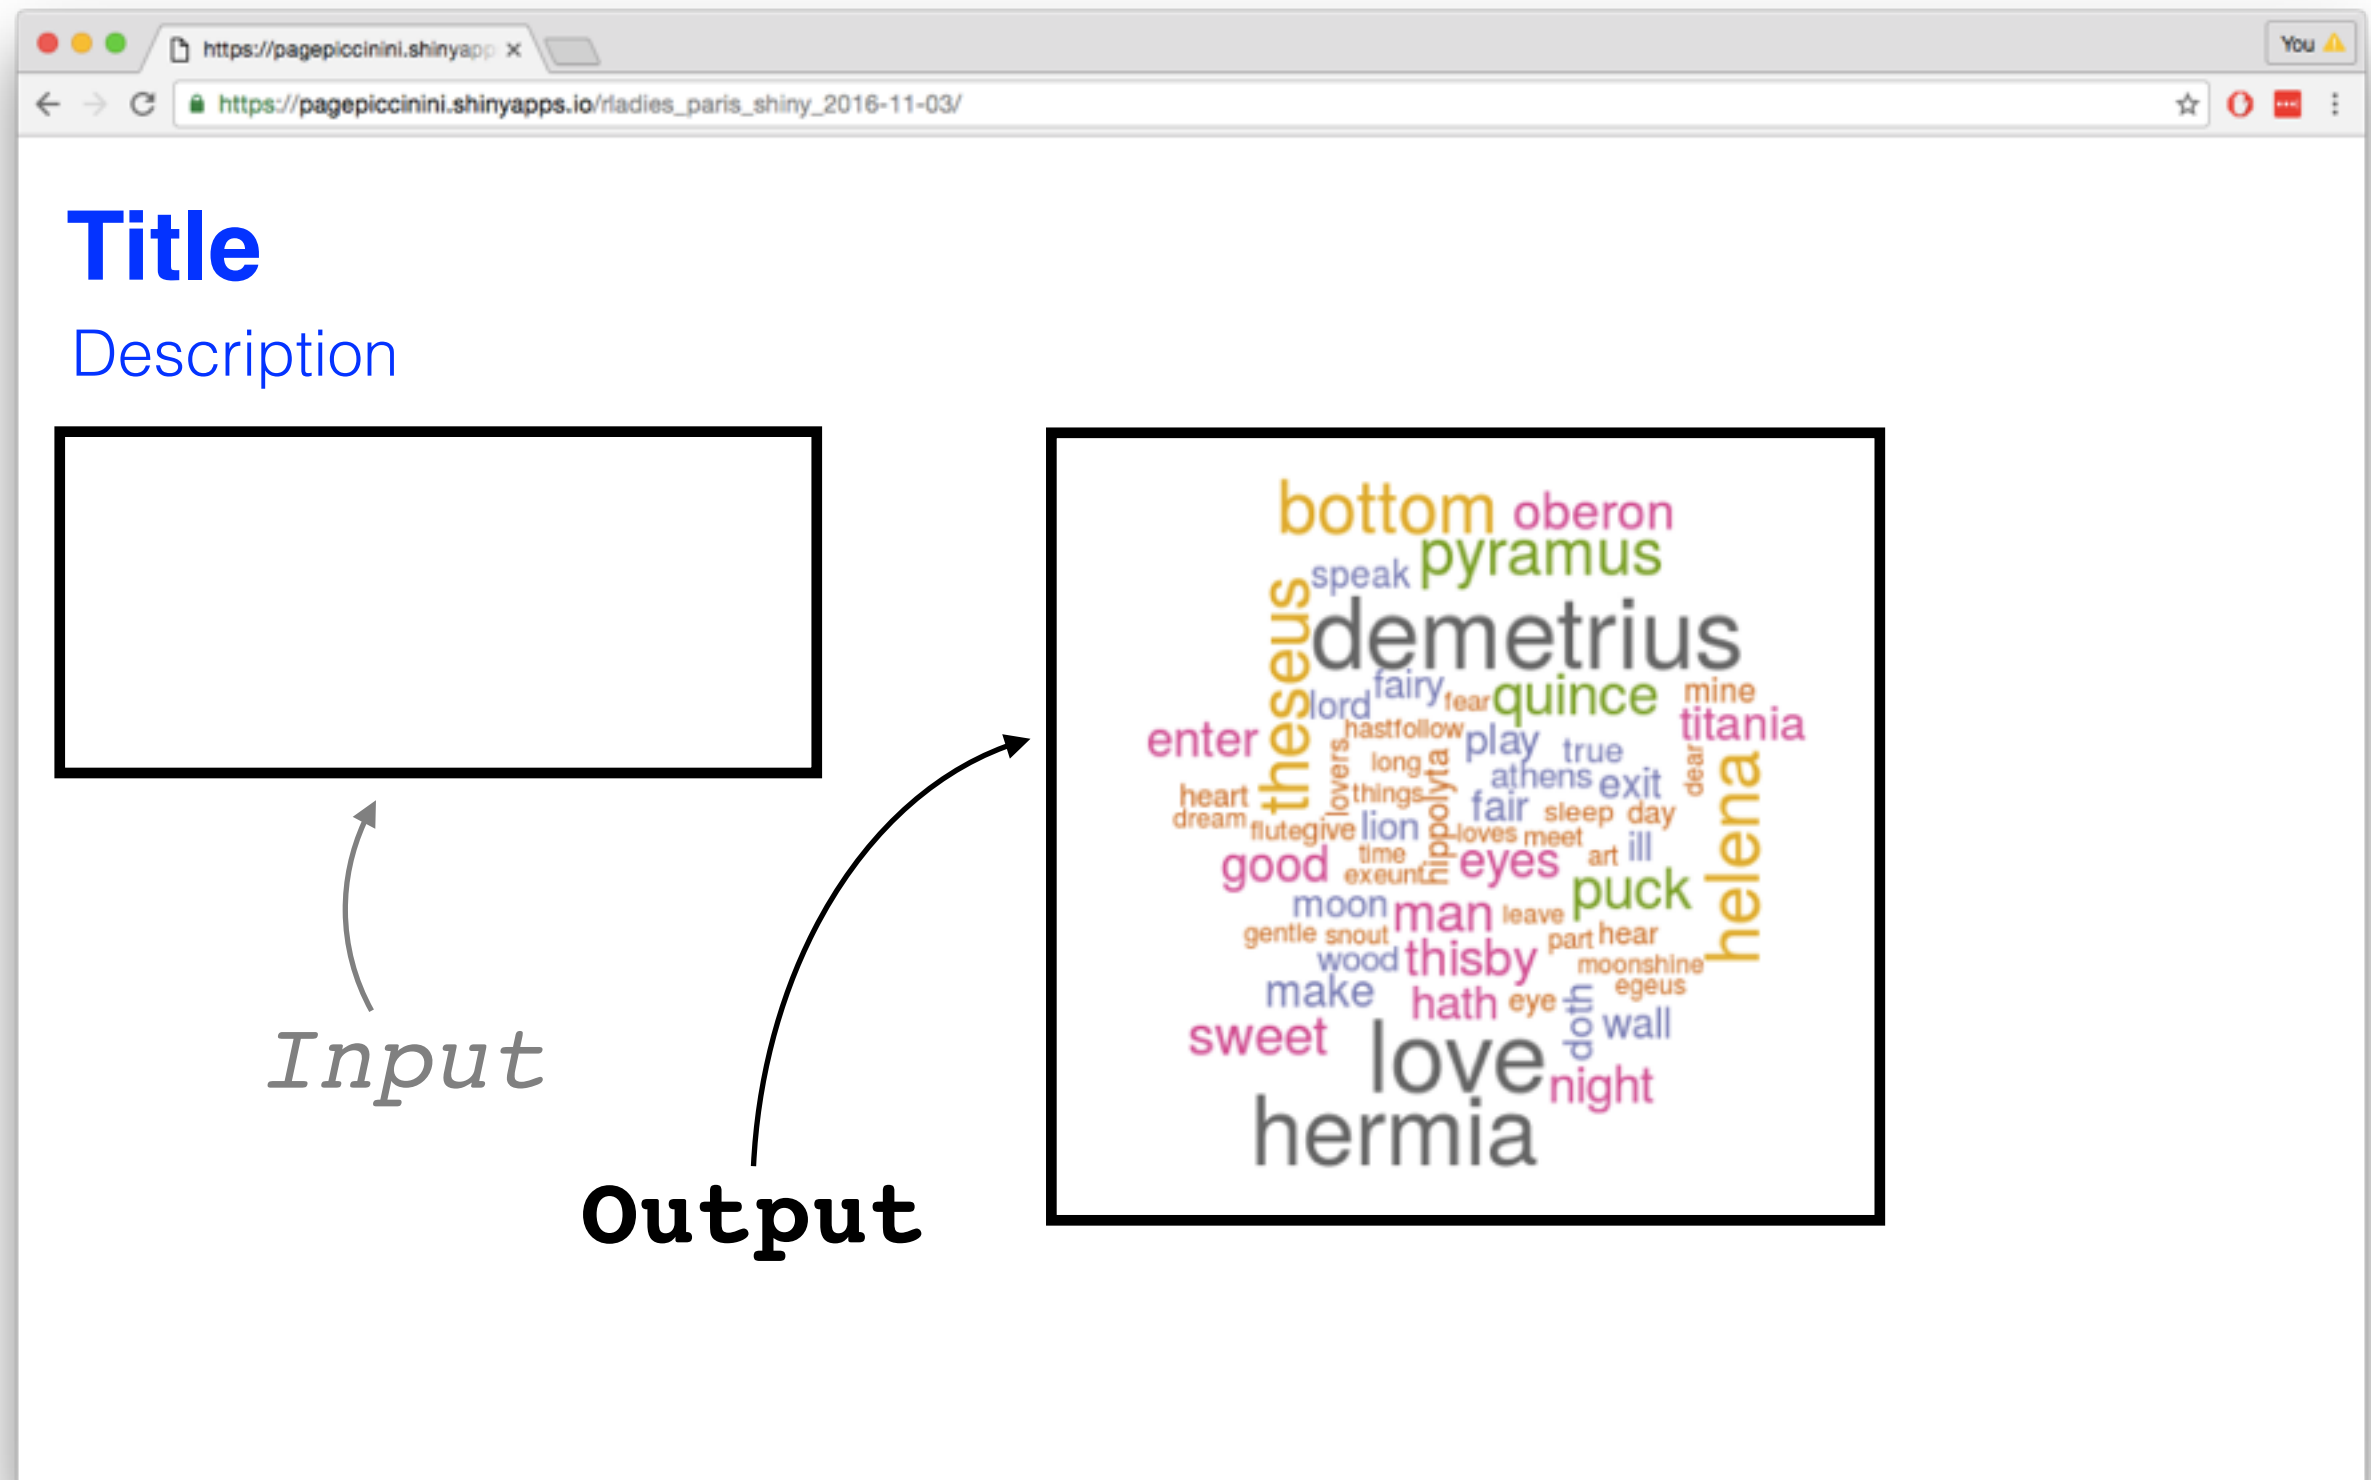 https://pagepiccinini.shinyapp
You
https://pagepiccinini.shinyapps.io/rladies_paris_shiny_2016-11-03/
Title
Description
Input
Output
bottom oberon
speak pyramus
theseus demetrius
lord fairy fear quince mine
enter hast follow play true titania
lovers long hippolyta athens exit dear helena
heart things fair sleep day
dream flute give lion loves meet ill
good time eyes art
exeunt puck
moon man leave
gentle snout part hear
wood thisby moonshine
make hath eye doth egeus
sweet love wall
night
hermia